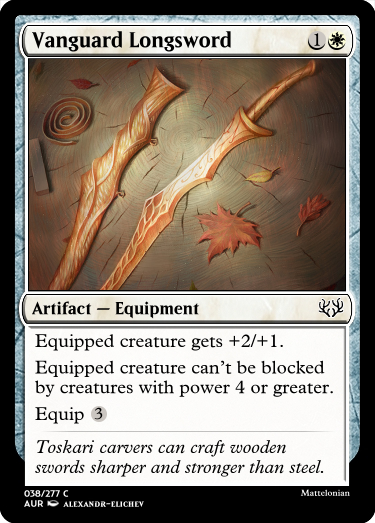 Vanguard Longsword 1
Artifact — Equipment
Equipped creature gets +2/+1.
Equipped creature can't be blocked
by creatures with power 4 or greater.
Equip 3
Toskari carvers can craft wooden
swords sharper and stronger than steel.
038/277 C
Mattelonian
AUR ALEXANDR-ELICHEV